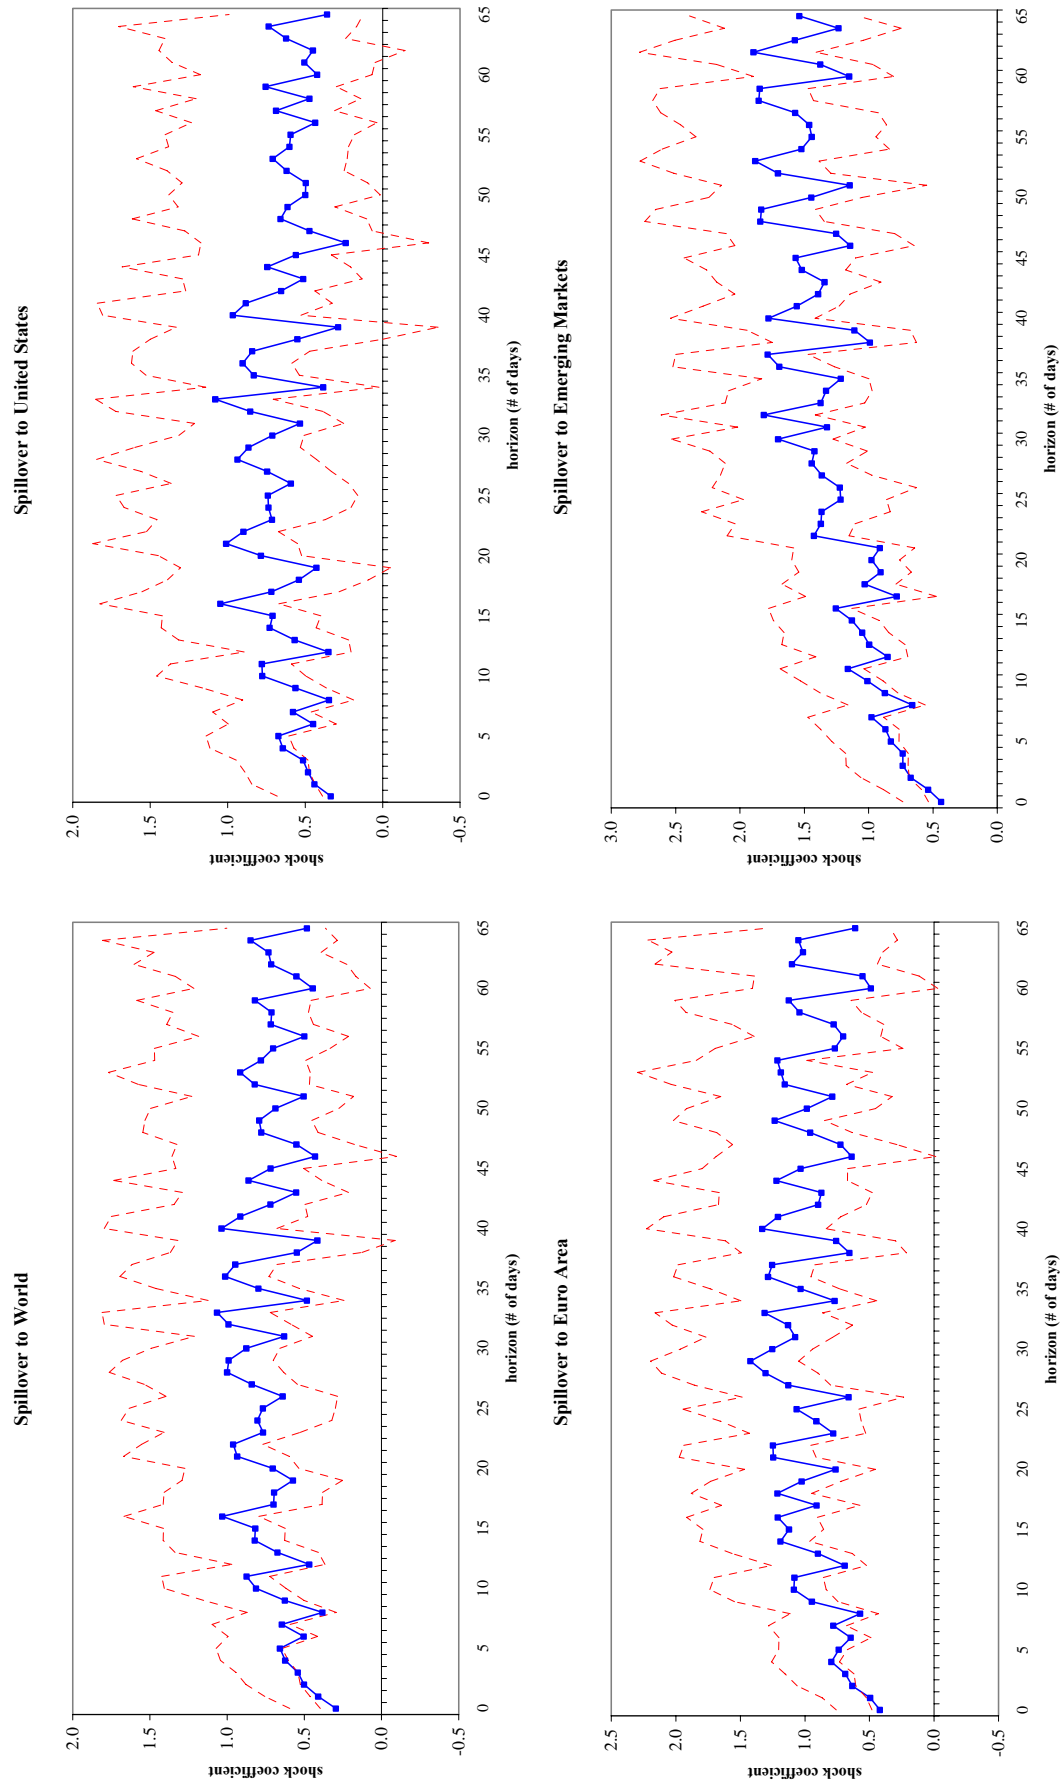 Spillover to World
shock coefficient
2.0
1.5
1.0
0.5
0.0
-0.5
0 5 10 15 20 25 30 35 40 45 50 55 60 65
horizon (# of days)
Spillover to United States
shock coefficient
2.0
1.5
1.0
0.5
0.0
-0.5
0 5 10 15 20 25 30 35 40 45 50 55 60 65
horizon (# of days)
Spillover to Euro Area
shock coefficient
2.5
2.0
1.5
1.0
0.5
0.0
-0.5
0 5 10 15 20 25 30 35 40 45 50 55 60 65
horizon (# of days)
Spillover to Emerging Markets
shock coefficient
3.0
2.5
2.0
1.5
1.0
0.5
0.0
0 5 10 15 20 25 30 35 40 45 50 55 60 65
horizon (# of days)